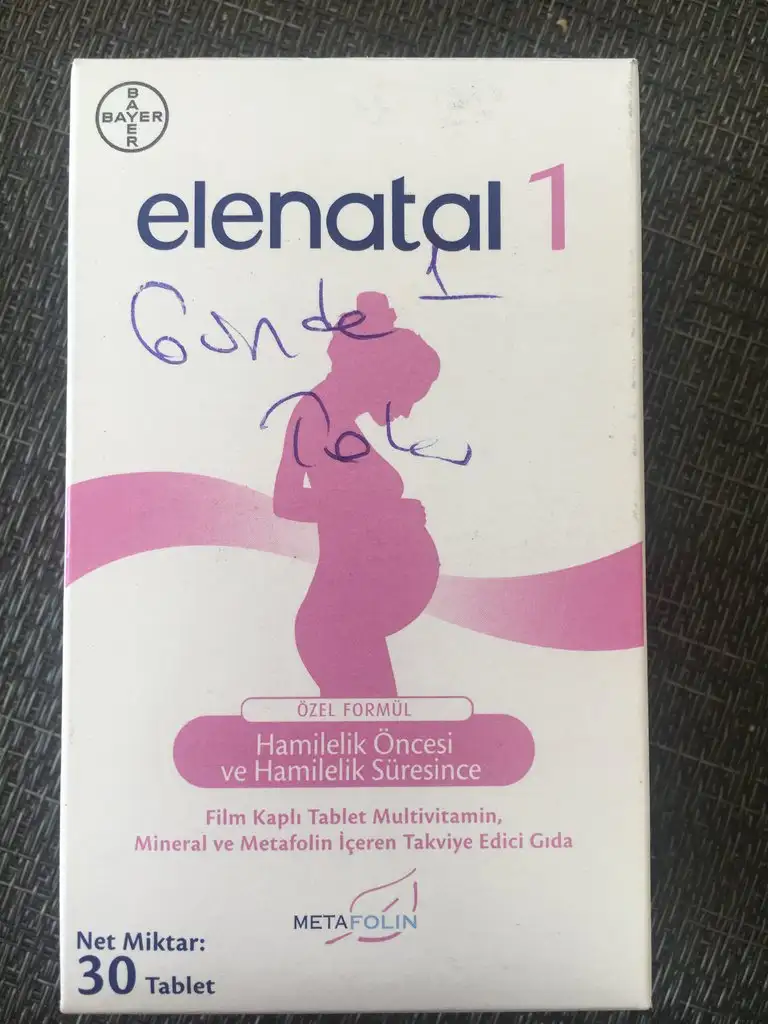 BAYER
BAYER
elenatal 1
Günde 1
ÖZEL FORMÜL
Hamilelik Öncesi
ve Hamilelik Süresince
Film Kaplı Tablet Multivitamin,
Mineral ve Metafolin İçeren Takviye Edici Gıda
METAFOLIN
Net Miktar:
30 Tablet